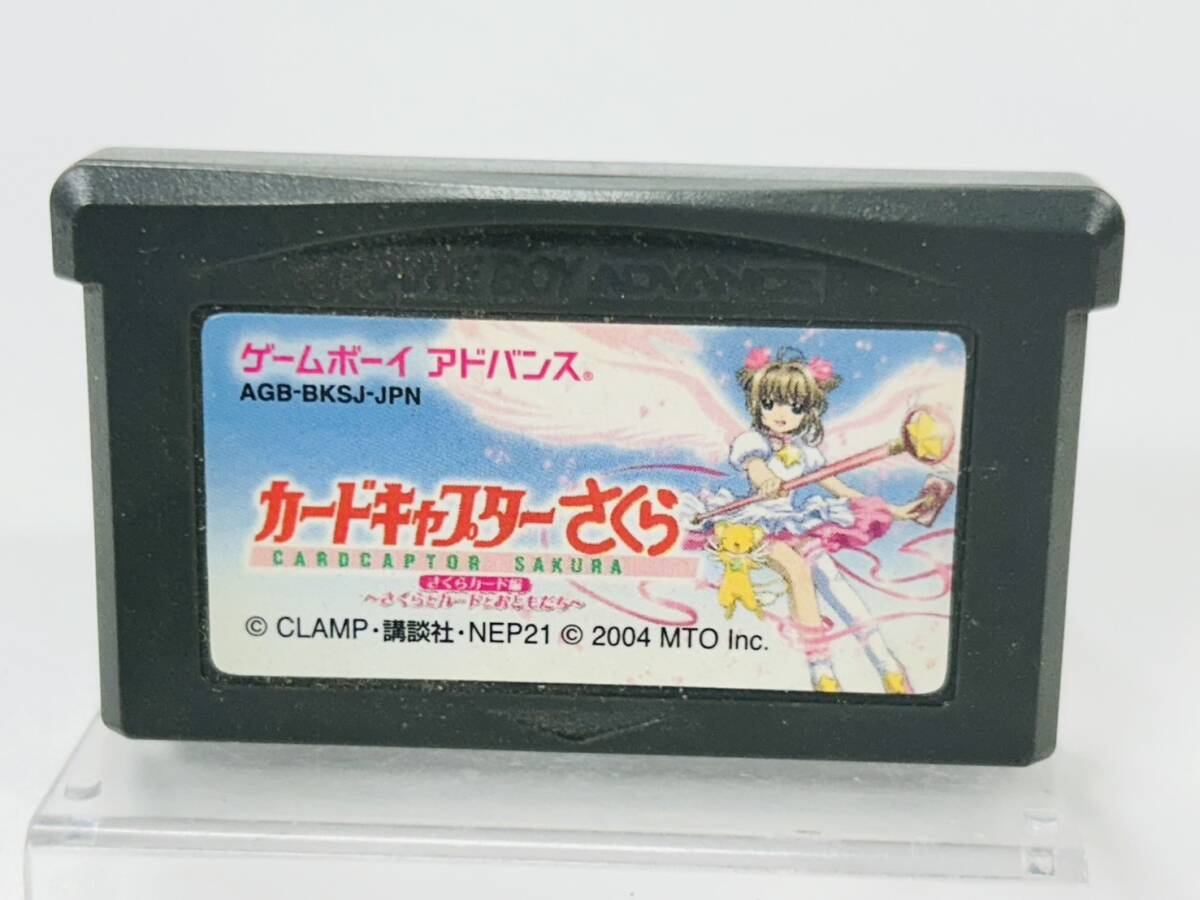 GAME BOY ADVANCE
ゲームボーイ アドバンス®
AGB-BKSJ-JPN
カードキャプターさくら
CARDCAPTOR SAKURA
さくらカード編
～さくらとカードとおともだち～
© CLAMP・講談社・NEP21 © 2004 MTO Inc.